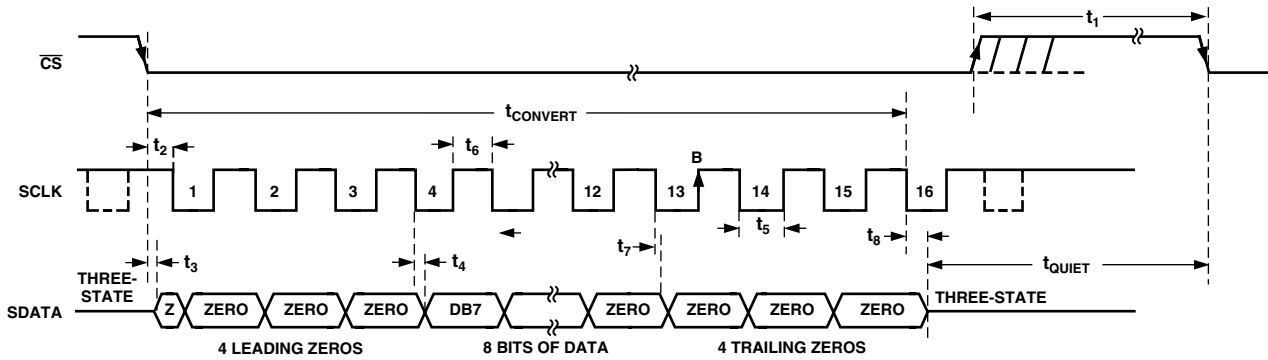 t1
CS
tCONVERT
t2
t6
B
SCLK
1
2
3
4
12
13
14
15
16
t5
t8
t7
t3
t4
tQUIET
THREE-
STATE
THREE-STATE
SDATA
Z
ZERO
ZERO
ZERO
DB7
ZERO
ZERO
ZERO
ZERO
4 LEADING ZEROS
8 BITS OF DATA
4 TRAILING ZEROS